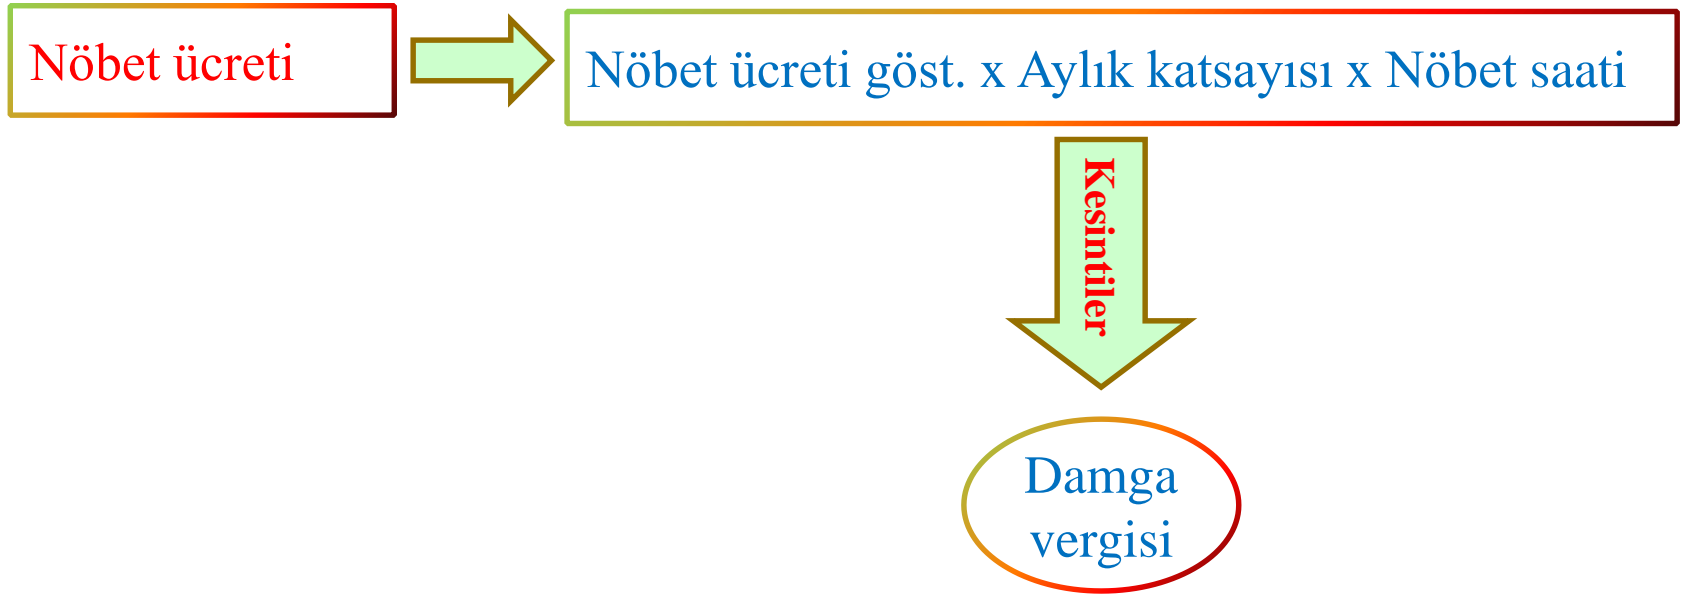 Nöbet ücreti
Nöbet ücreti göst. x Aylık katsayısı x Nöbet saati
Kesintiler
Damga
vergisi